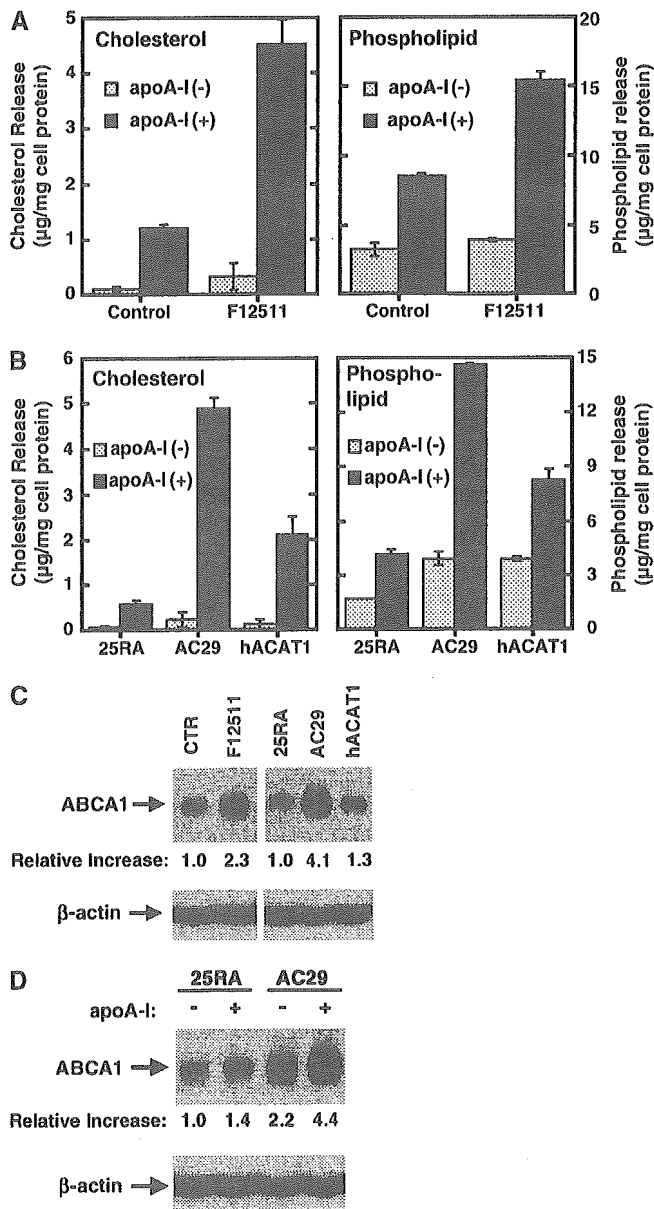 A
Cholesterol
apoA-I (-)
apoA-I (+)
Cholesterol Release
(µg/mg cell protein)
5
4
3
2
1
0
Control
F12511
Phospholipid
apoA-I (-)
apoA-I (+)
Phospholipid release
(µg/mg cell protein)
20
15
10
5
0
Control
F12511
B
Cholesterol
apoA-I (-)
apoA-I (+)
Cholesterol Release
(µg/mg cell protein)
6
5
4
3
2
1
0
25RA
AC29
hACAT1
Phospho-
lipid
apoA-I (-)
apoA-I (+)
Phospholipid release
(µg/mg cell protein)
15
12
9
6
3
0
25RA
AC29
hACAT1
C
CTR
F12511
25RA
AC29
hACAT1
ABCA1
Relative Increase: 1.0 2.3 1.0 4.1 1.3
β-actin
D
25RA AC29
apoA-I: - + - +
ABCA1
Relative Increase: 1.0 1.4 2.2 4.4
β-actin